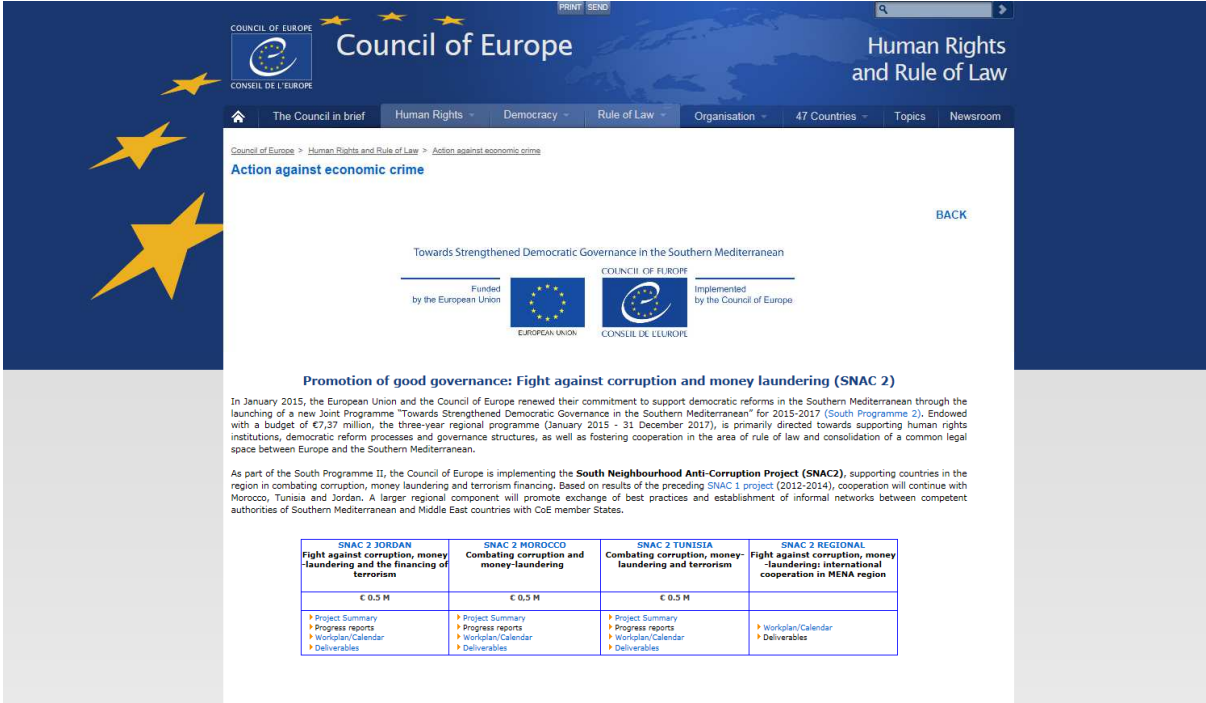 PRINT SEND
COUNCIL OF EUROPE
CONSEIL DE L'EUROPE
Council of Europe
Human Rights
and Rule of Law
The Council in brief Human Rights Democracy Rule of Law Organisation 47 Countries Topics Newsroom
Council of Europe > Human Rights and Rule of Law > Action against economic crime
Action against economic crime
BACK
Towards Strengthened Democratic Governance in the Southern Mediterranean
Funded
by the European Union
EUROPEAN UNION
COUNCIL OF EUROPE
CONSEIL DE L'EUROPE
Implemented
by the Council of Europe
Promotion of good governance: Fight against corruption and money laundering (SNAC 2)
In January 2015, the European Union and the Council of Europe renewed their commitment to support democratic reforms in the Southern Mediterranean through the
launching of a new Joint Programme "Towards Strengthened Democratic Governance in the Southern Mediterranean" for 2015-2017 (South Programme 2). Endowed
with a budget of €7,37 million, the three-year regional programme (January 2015 - 31 December 2017), is primarily directed towards supporting human rights
institutions, democratic reform processes and governance structures, as well as fostering cooperation in the area of rule of law and consolidation of a common legal
space between Europe and the Southern Mediterranean.
As part of the South Programme II, the Council of Europe is implementing the South Neighbourhood Anti-Corruption Project (SNAC2), supporting countries in the
region in combating corruption, money laundering and terrorism financing. Based on results of the preceding SNAC 1 project (2012-2014), cooperation will continue with
Morocco, Tunisia and Jordan. A larger regional component will promote exchange of best practices and establishment of informal networks between competent
authorities of Southern Mediterranean and Middle East countries with CoE member States.
SNAC 2 JORDAN
Fight against corruption, money
-laundering and the financing of
terrorism
SNAC 2 MOROCCO
Combating corruption and
money-laundering
SNAC 2 TUNISIA
Combating corruption, money-
laundering and terrorism
SNAC 2 REGIONAL
Fight against corruption, money
-laundering: international
cooperation in MENA region
€ 0.5 M
€ 0,5 M
€ 0.5 M
Project Summary
Progress reports
Workplan/Calendar
Deliverables
Project Summary
Progress reports
Workplan/Calendar
Deliverables
Project Summary
Progress reports
Workplan/Calendar
Deliverables
Workplan/Calendar
Deliverables